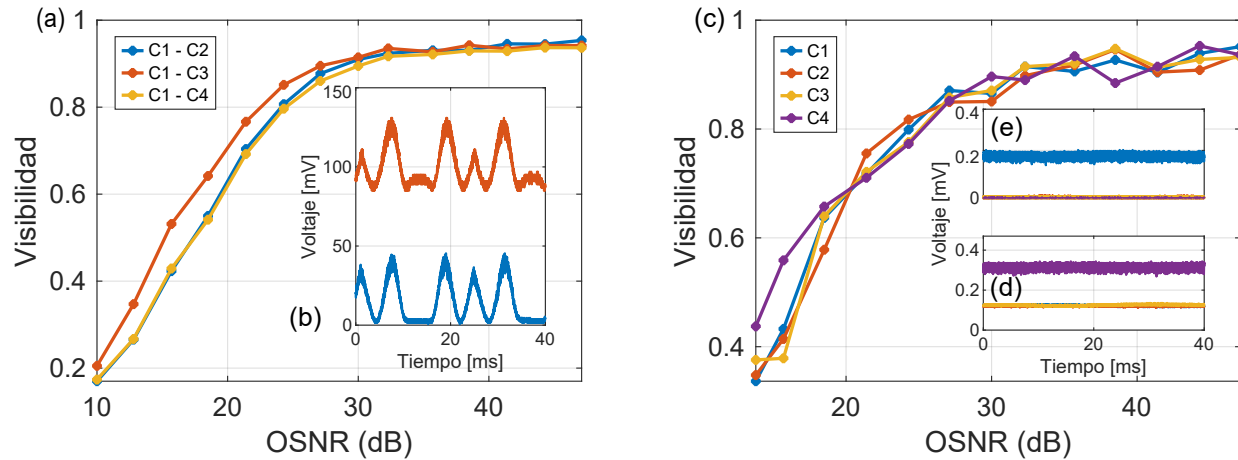 (a)
C1 - C2
C1 - C3
C1 - C4
Visibilidad
1
0.8
0.6
0.4
0.2
10
20
30
40
OSNR (dB)
(b)
Voltaje [mV]
150
100
50
0
0
20
40
Tiempo [ms]
(c)
C1
C2
C3
C4
Visibilidad
1
0.8
0.6
0.4
20
30
40
OSNR (dB)
(e)
0.4
0.2
0
Voltaje [mV]
(d)
0.4
0.2
0
0
20
40
Tiempo [ms]